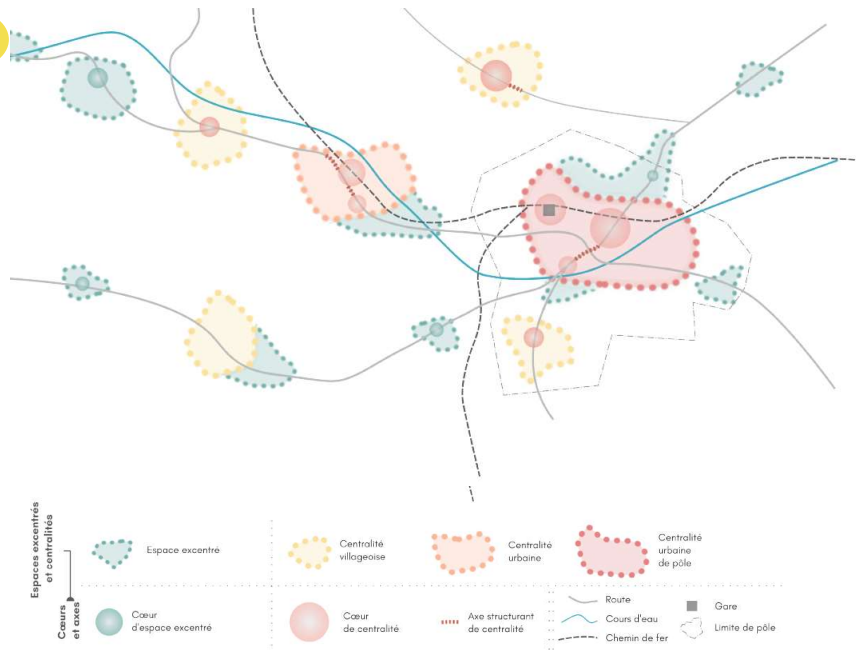 Espaces excentrés
et centralités
Espace excentré
Centralité
villageoise
Centralité
urbaine
Centralité
urbaine
de pôle
Cœurs
et axes
Cœur
d'espace excentré
Cœur
de centralité
Axe structurant
de centralité
Route
Cours d'eau
Chemin de fer
Gare
Limite de pôle